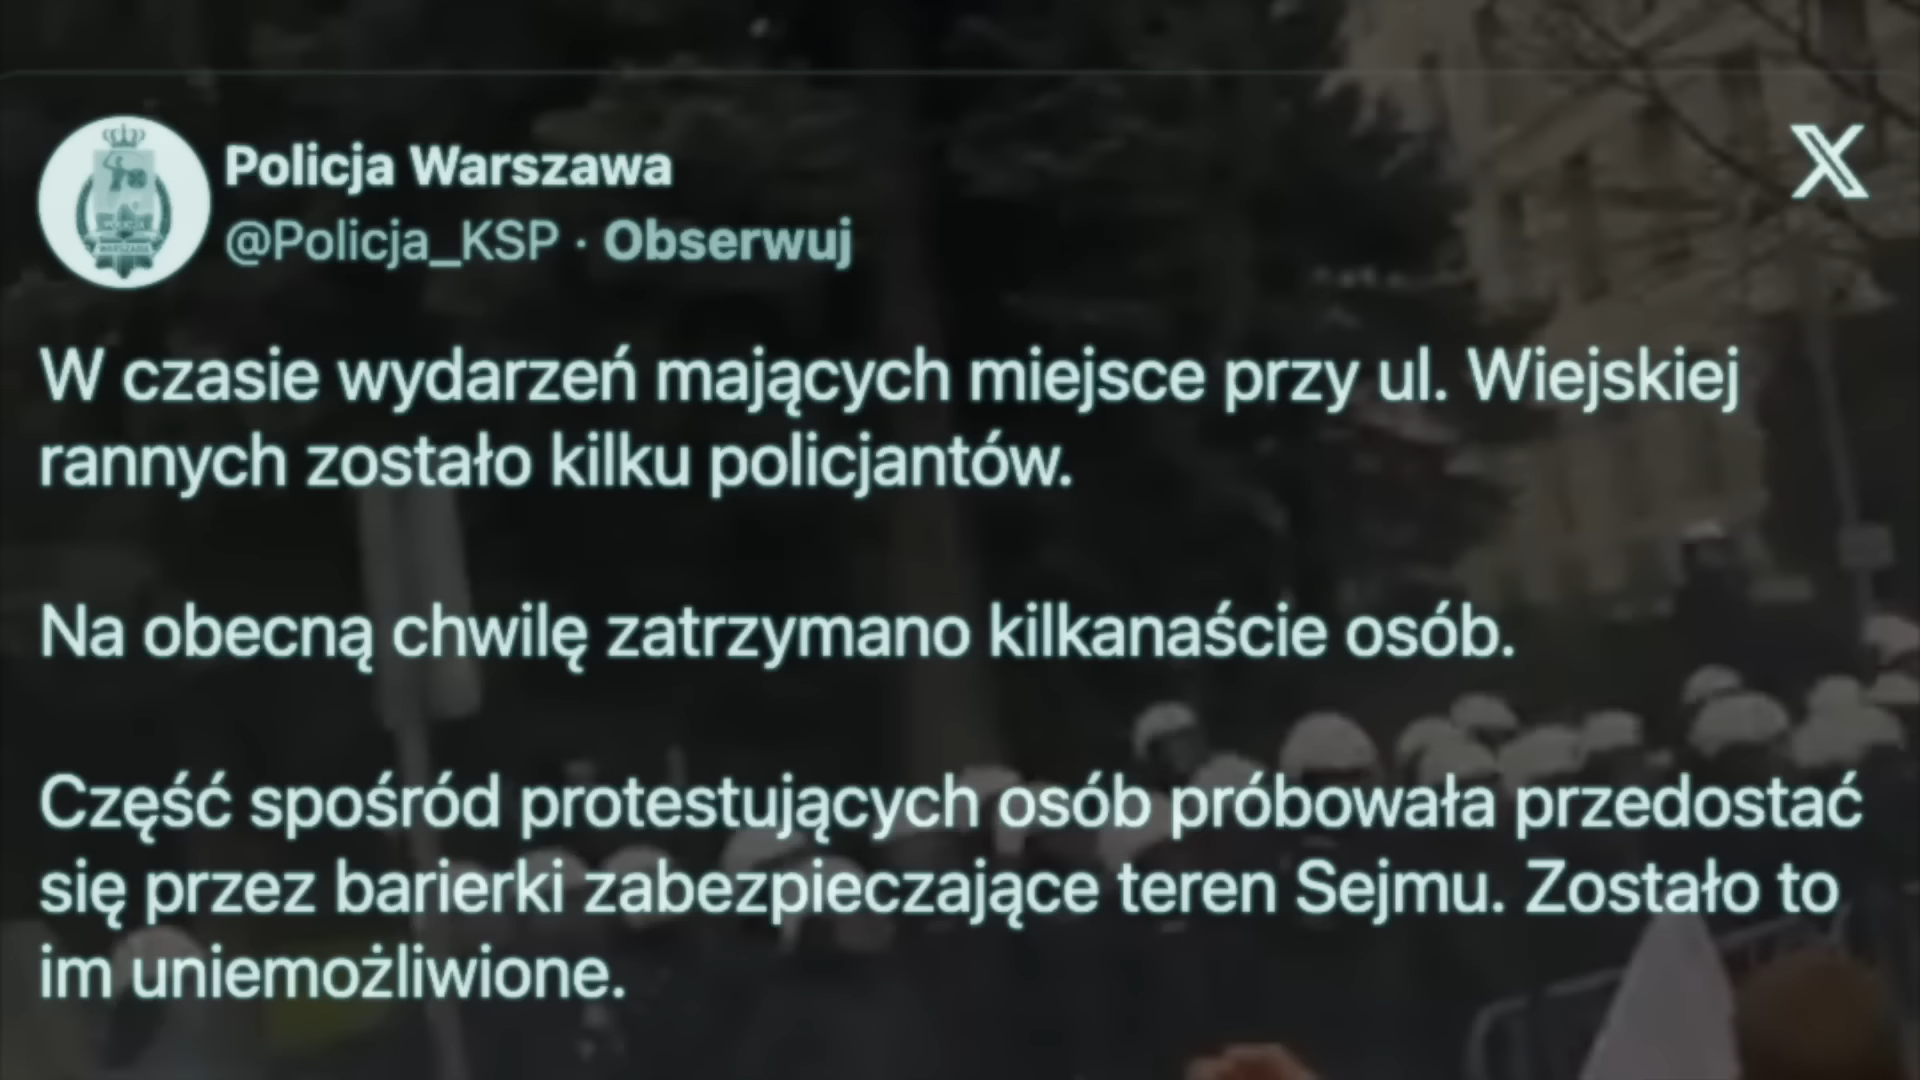 Policja Warszawa
@Policja_KSP · Obserwuj
W czasie wydarzeń mających miejsce przy ul. Wiejskiej
rannych zostało kilku policjantów.
Na obecną chwilę zatrzymano kilkanaście osób.
Część spośród protestujących osób próbowała przedostać
się przez barierki zabezpieczające teren Sejmu. Zostało to
im uniemożliwione.